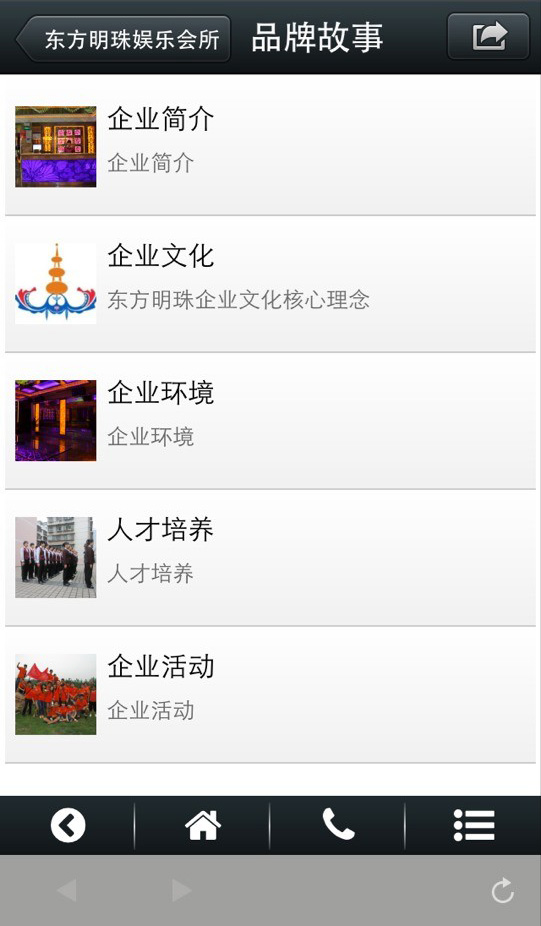 东方明珠娱乐会所
品牌故事
企业简介
企业简介
企业文化
东方明珠企业文化核心理念
企业环境
企业环境
人才培养
人才培养
企业活动
企业活动